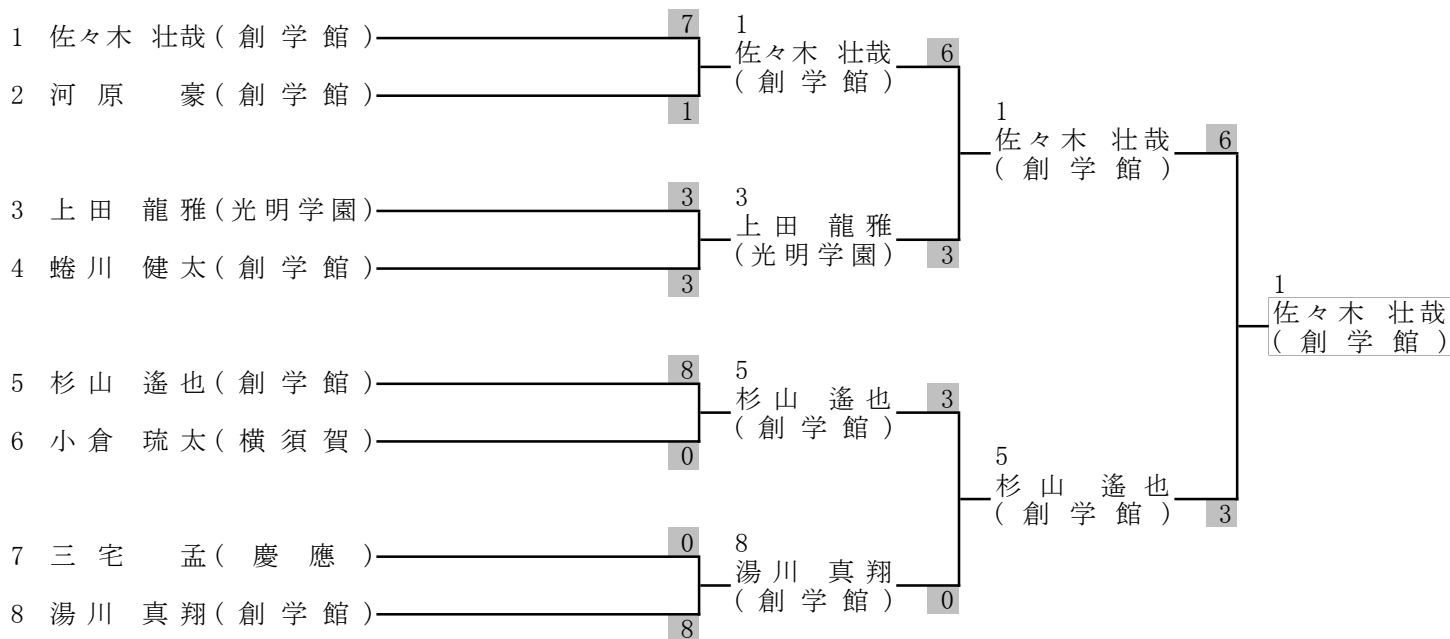 1 佐々木 壮哉 ( 創 学 館 )
7
2 河 原 豪 ( 創 学 館 )
1
3 上 田 龍 雅 (光 明 学 園 )
3
4 蜷 川 健 太 ( 創 学 館 )
3
5 杉 山 遙 也 ( 創 学 館 )
8
6 小 倉 琉 太 ( 横 須 賀 )
0
7 三 宅 孟 ( 慶 應 )
0
8 湯 川 真 翔 ( 創 学 館 )
8
1
佐々木 壮哉
( 創 学 館 )
6
3
上 田 龍 雅
(光 明 学 園 )
3
5
杉 山 遙 也
( 創 学 館 )
3
8
湯 川 真 翔
( 創 学 館 )
0
1
佐々木 壮哉
( 創 学 館 )
6
5
杉 山 遙 也
( 創 学 館 )
3
1
佐々木 壮哉
( 創 学 館 )